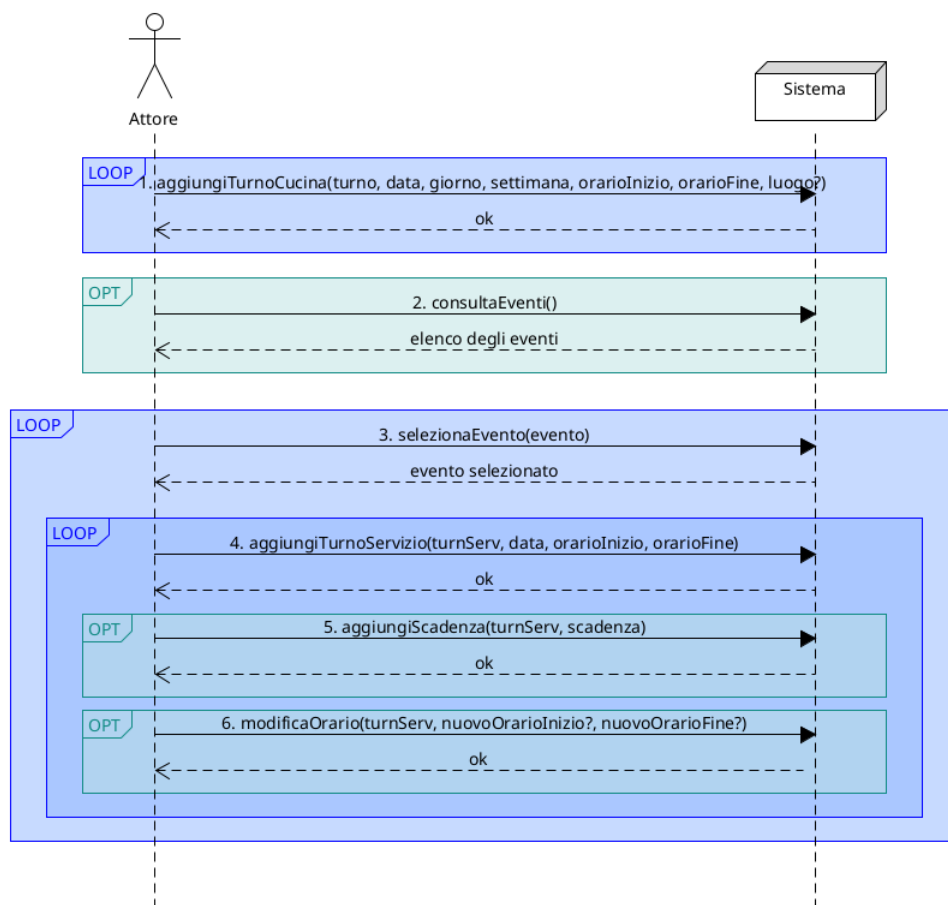 Attore
Sistema
LOOP
1. aggiungiTurnoCucina(turno, data, giorno, settimana, orarioInizio, orarioFine, luogo?)
ok
OPT
2. consultaEventi()
elenco degli eventi
LOOP
3. selezionaEvento(evento)
evento selezionato
LOOP
4. aggiungiTurnoServizio(turnServ, data, orarioInizio, orarioFine)
ok
OPT
5. aggiungiScadenza(turnServ, scadenza)
ok
OPT
6. modificaOrario(turnServ, nuovoOrarioInizio?, nuovoOrarioFine?)
ok